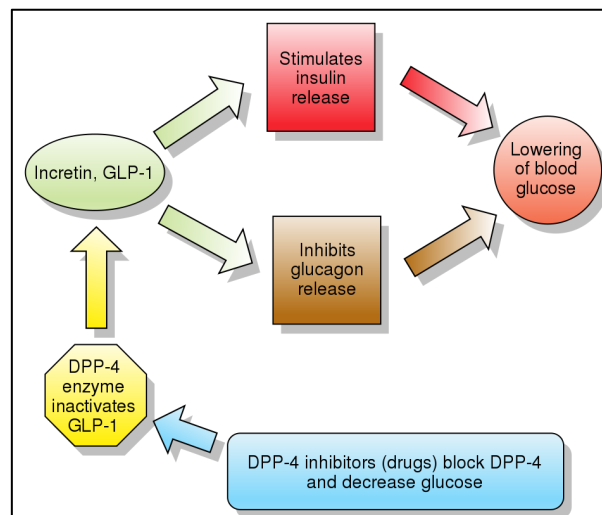 Stimulates
insulin
release
Incretin, GLP-1
Lowering
of blood
glucose
Inhibits
glucagon
release
DPP-4
enzyme
inactivates
GLP-1
DPP-4 inhibitors (drugs) block DPP-4
and decrease glucose